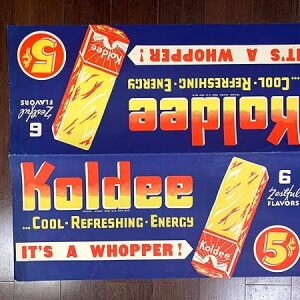 Koldee
...COOL · REFRESHING · ENERGY
IT'S A WHOPPER!
Koldee
6
Zestful
FLAVORS
5¢
Koldee
...COOL · REFRESHING · ENERGY
IT'S A WHOPPER!
Koldee
6
Zestful
FLAVORS
5¢